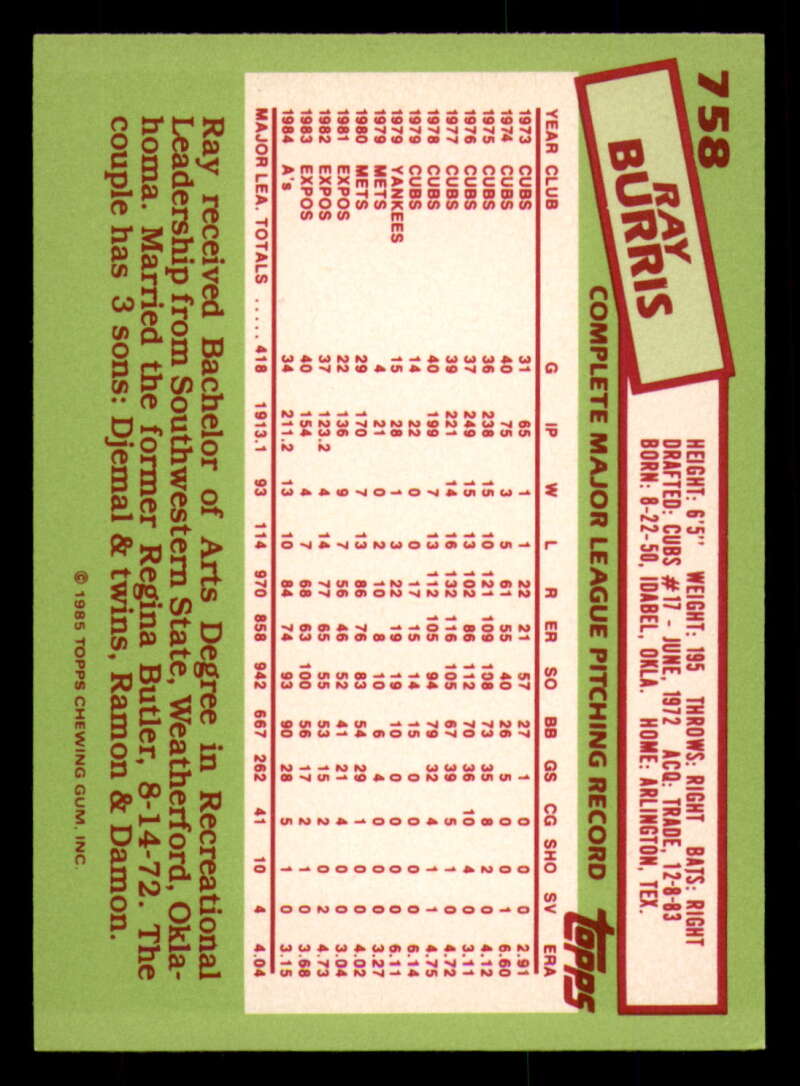 758
RAY
BURRIS
HEIGHT: 6'5" WEIGHT: 195 THROWS: RIGHT BATS: RIGHT
DRAFTED: CUBS #17 - JUNE, 1972 ACQ: TRADE, 12-8-83
BORN: 8-22-50, IDABEL, OKLA. HOME: ARLINGTON, TEX.
COMPLETE MAJOR LEAGUE PITCHING RECORD
topps
YEAR CLUB G IP W L R ER SO BB GS CG SHO SV ERA
1973 CUBS 31 65 1 1 22 21 57 27 1 0 0 0 2.91
1974 CUBS 40 75 3 5 61 55 40 26 5 0 0 1 6.60
1975 CUBS 36 238 15 10 121 109 108 73 35 8 2 0 4.12
1976 CUBS 37 249 15 13 102 86 112 70 36 10 4 0 3.11
1977 CUBS 39 221 14 16 132 116 105 67 39 5 1 0 4.72
1978 CUBS 40 199 7 13 112 105 94 79 32 4 1 1 4.75
1979 CUBS 14 22 0 0 17 15 14 15 0 0 0 0 6.14
1979 YANKEES 15 28 1 3 22 19 19 10 0 0 0 0 6.11
1979 METS 4 21 0 2 10 8 10 6 4 0 0 0 3.27
1980 METS 29 170 7 13 86 76 83 54 29 1 0 0 4.02
1981 EXPOS 22 136 9 7 56 46 52 41 21 4 0 0 3.04
1982 EXPOS 37 123.2 4 14 77 65 55 53 15 2 0 2 4.73
1983 EXPOS 40 154 4 7 68 63 100 56 17 2 1 0 3.68
1984 A's 34 211.2 13 10 84 74 93 90 28 5 1 0 3.15
MAJOR LEA. TOTALS ..... 418 1913.1 93 114 970 858 942 667 262 41 10 4 4.04
Ray received Bachelor of Arts Degree in Recreational
Leadership from Southwestern State, Weatherford, Okla-
homa. Married the former Regina Butler, 8-14-72. The
couple has 3 sons: Djemal & twins, Ramon & Damon.
© 1985 TOPPS CHEWING GUM, INC.